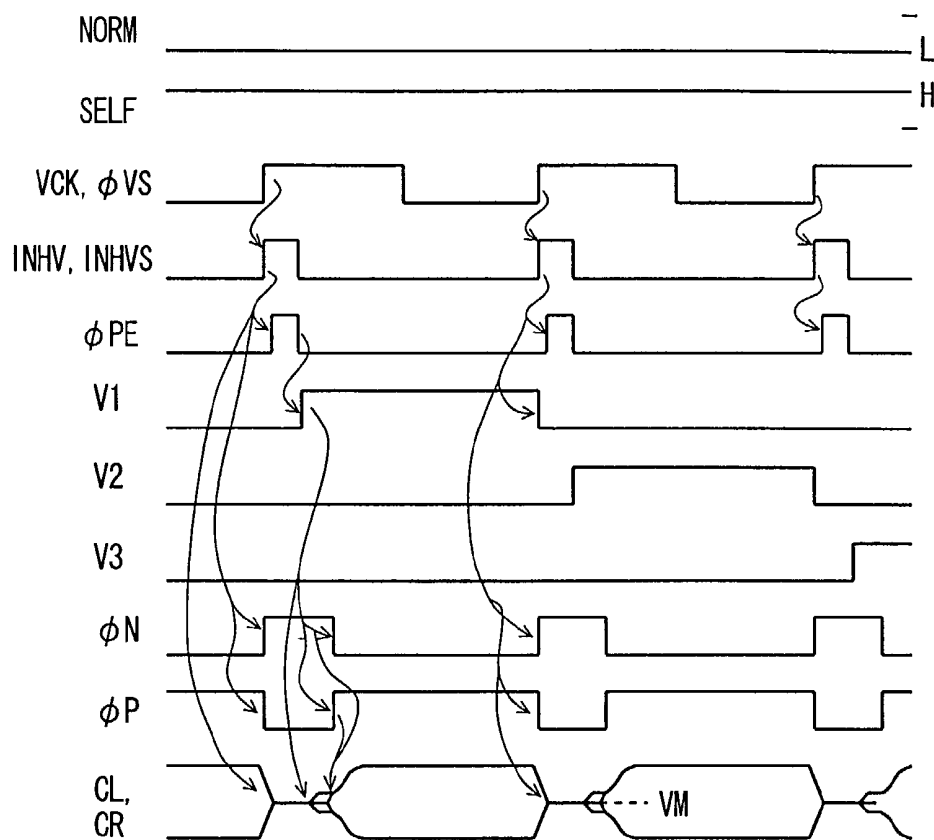 NORM
L
H
SELF
VCK, φVS
INHV, INHVS
φPE
V1
V2
V3
φN
φP
CL,
CR
VM